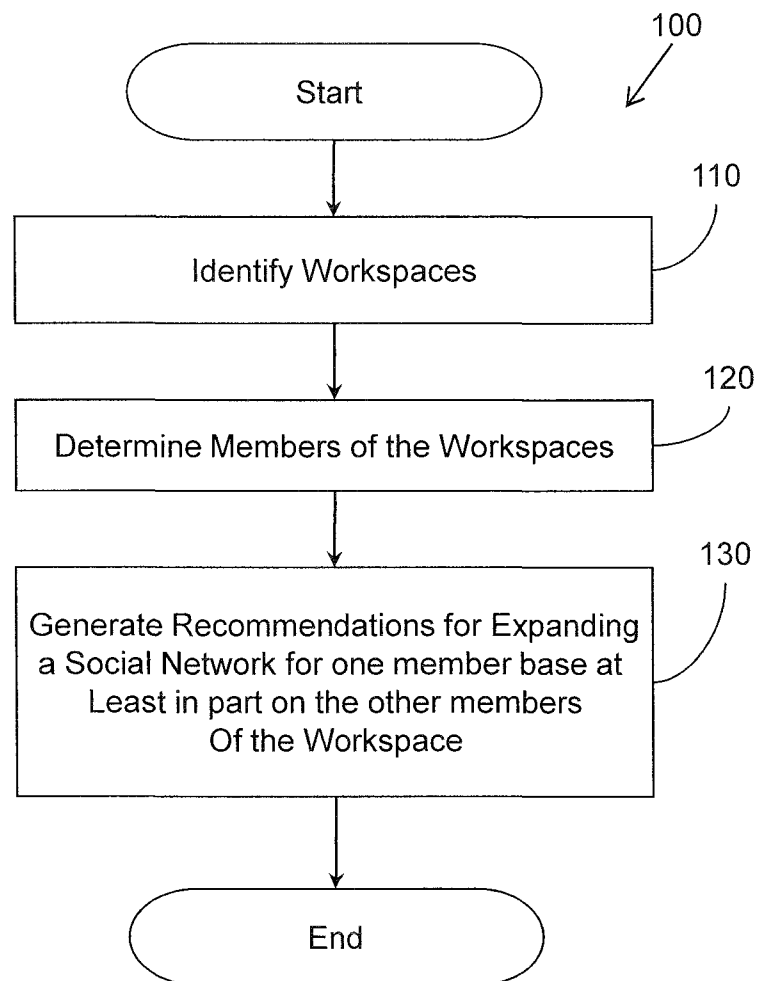 100
Start
110
Identify Workspaces
120
Determine Members of the Workspaces
130
Generate Recommendations for Expanding
a Social Network for one member base at
Least in part on the other members
Of the Workspace
End